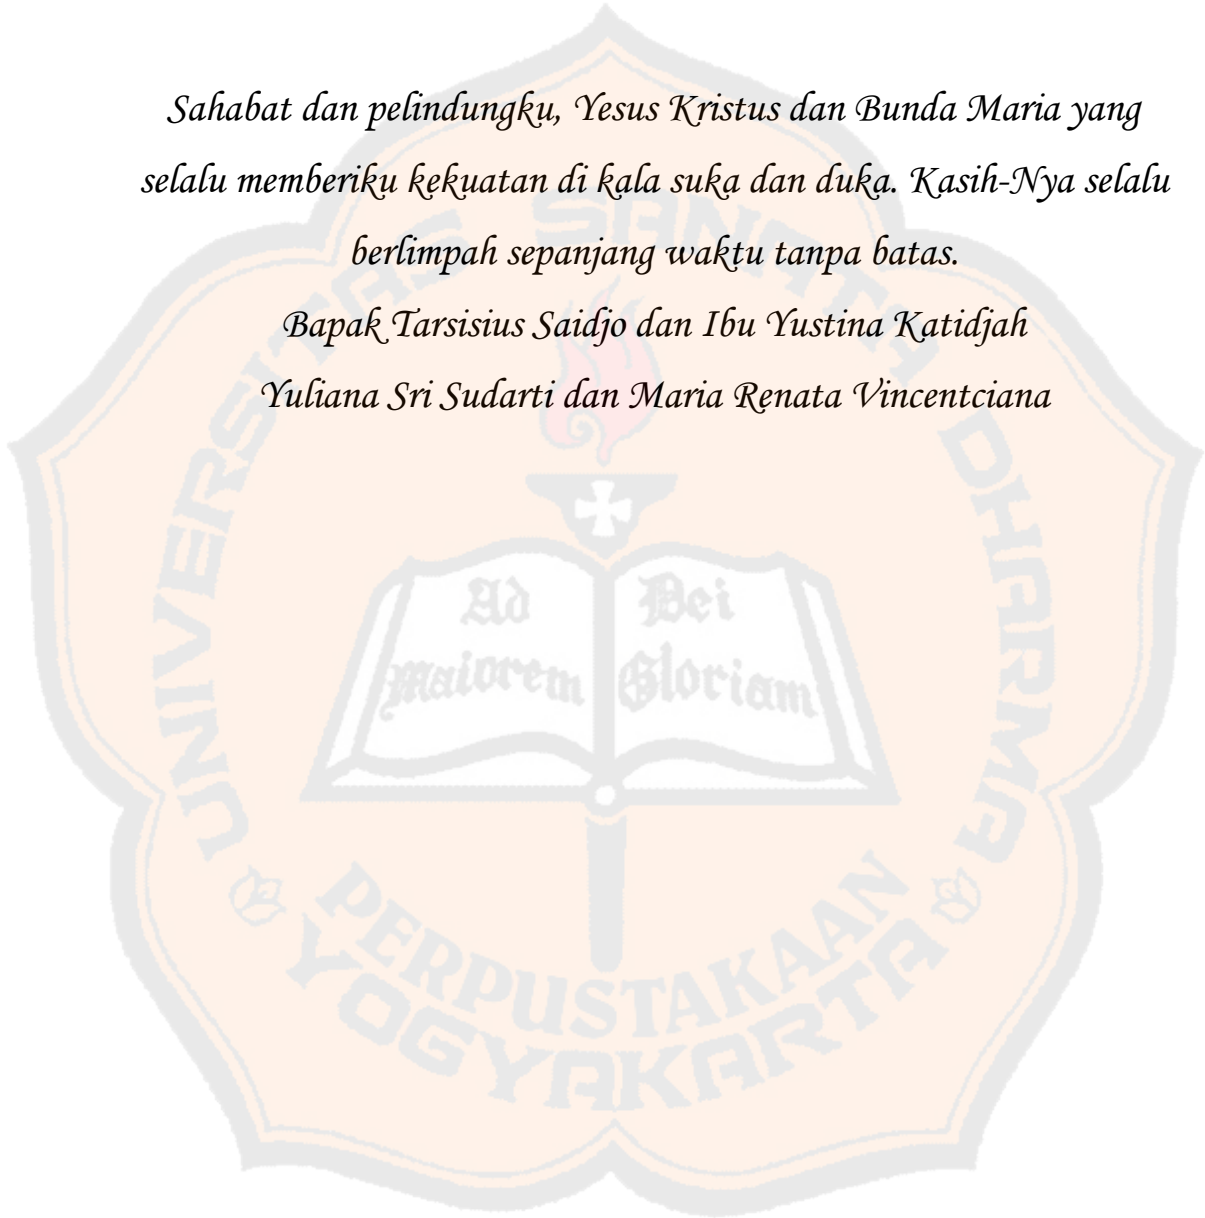 Sahabat dan pelindungku, Yesus Kristus dan Bunda Maria yang
selalu memberiku kekuatan di kala suka dan duka. Kasih-Nya selalu
berlimpah sepanjang waktu tanpa batas.
Bapak Tarsisius Saidjo dan Ibu Yustina Katidjah
Yuliana Sri Sudarti dan Maria Renata Vincentciana
UNIVERSITAS SANATA DHARMA
Ad Dei
maiorem Gloriam
PERPUSTAKAAN
YOGYAKARTA